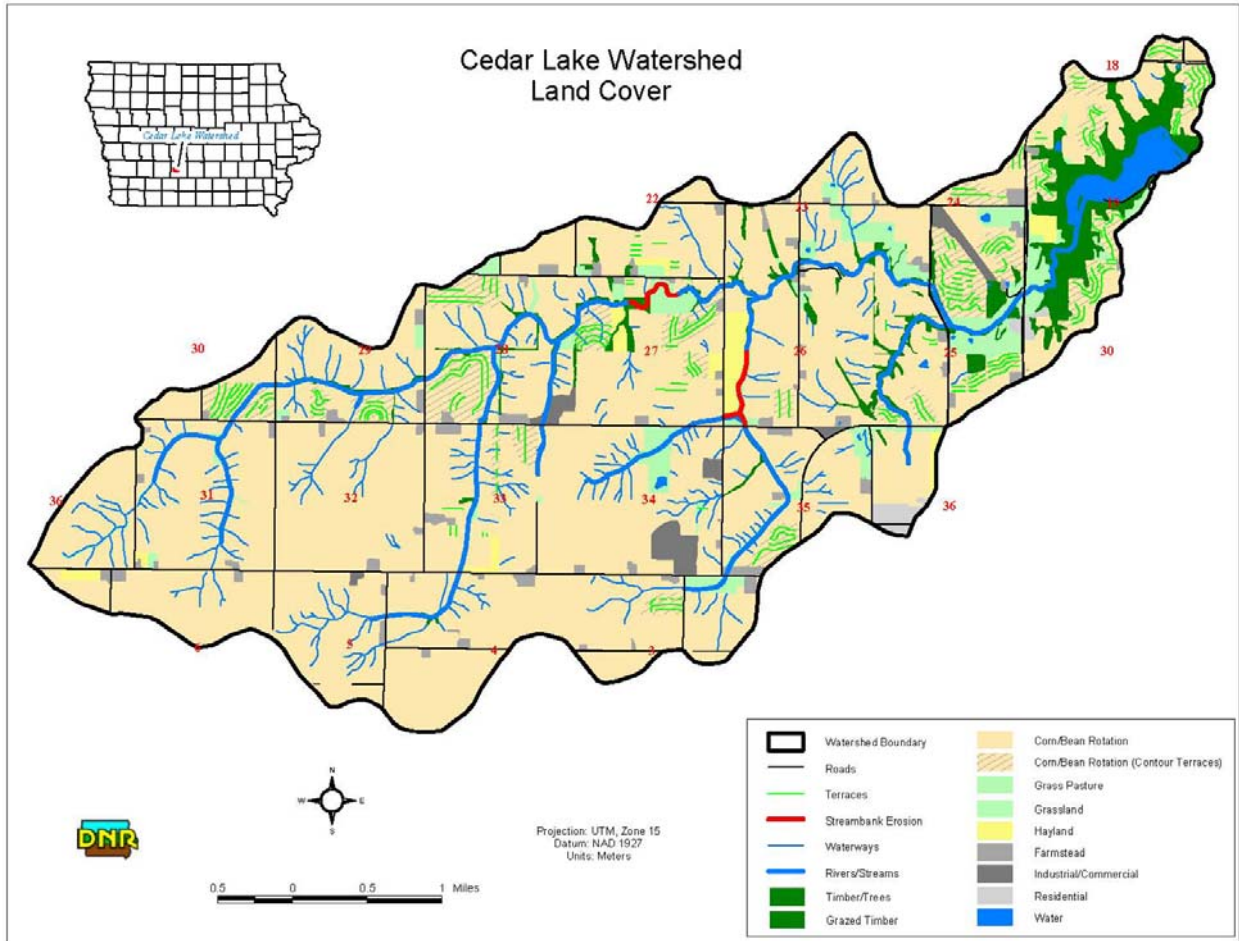 Cedar Lake Watershed
Land Cover
Cedar Lake Watershed
18
22
23
24
30
29
28
27
26
25
30
36
31
32
33
34
35
36
6
5
4
3
N
W E
S
DNR
Projection: UTM, Zone 15
Datum: NAD 1927
Units: Meters
0.5 0 0.5 1 Miles
Watershed Boundary
Roads
Terraces
Streambank Erosion
Waterways
Rivers/Streams
Timber/Trees
Grazed Timber
Corn/Bean Rotation
Corn/Bean Rotation (Contour Terraces)
Grass Pasture
Grassland
Hayland
Farmstead
Industrial/Commercial
Residential
Water